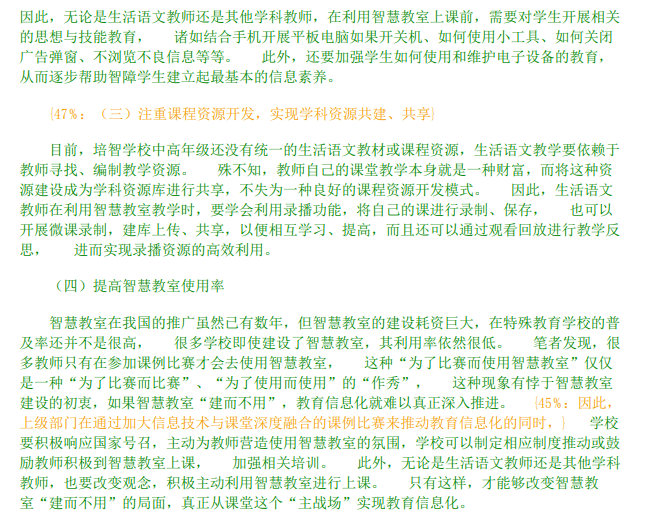 因此，无论是生活语文教师还是其他学科教师，在利用智慧教室上课前，需要对学生开展相关
的思想与技能教育， 诸如结合手机开展平板电脑如果开关机、如何使用小工具、如何关闭
广告弹窗、不浏览不良信息等等。 此外，还要加强学生如何使用和维护电子设备的教育，
从而逐步帮助智障学生建立起最基本的信息素养。
{47%：（三）注重课程资源开发，实现学科资源共建、共享}
目前，培智学校中高年级还没有统一的生活语文教材或课程资源，生活语文教学要依赖于
教师寻找、编制教学资源。 殊不知，教师自己的课堂教学本身就是一种财富，而将这种资
源建设成为学科资源库进行共享，不失为一种良好的课程资源开发模式。 因此，生活语文
教师在利用智慧教室教学时，要学会利用录播功能，将自己的课进行录制、保存， 也可以
开展微课录制，建库上传、共享，以便相互学习、提高，而且还可以通过观看回放进行教学反
思， 进而实现录播资源的高效利用。
（四）提高智慧教室使用率
智慧教室在我国的推广虽然已有数年，但智慧教室的建设耗资巨大，在特殊教育学校的普
及率还并不是很高， 很多学校即使建设了智慧教室，其利用率依然很低。 笔者发现，很
多教师只有在参加课例比赛才会去使用智慧教室， 这种“为了比赛而使用智慧教室”仅仅
是一种“为了比赛而比赛”、“为了使用而使用”的“作秀”， 这种现象有悖于智慧教室
建设的初衷，如果智慧教室“建而不用”，教育信息化就难以真正深入推进。 {45%：因此，
上级部门在通过加大信息技术与课堂深度融合的课例比赛来推动教育信息化的同时，} 学校
要积极响应国家号召，主动为教师营造使用智慧教室的氛围，学校可以制定相应制度推动或鼓
励教师积极到智慧教室上课， 加强相关培训。 此外，无论是生活语文教师还是其他学科
教师，也要改变观念，积极主动利用智慧教室进行上课。 只有这样，才能够改变智慧教
室“建而不用”的局面，真正从课堂这个“主战场”实现教育信息化。